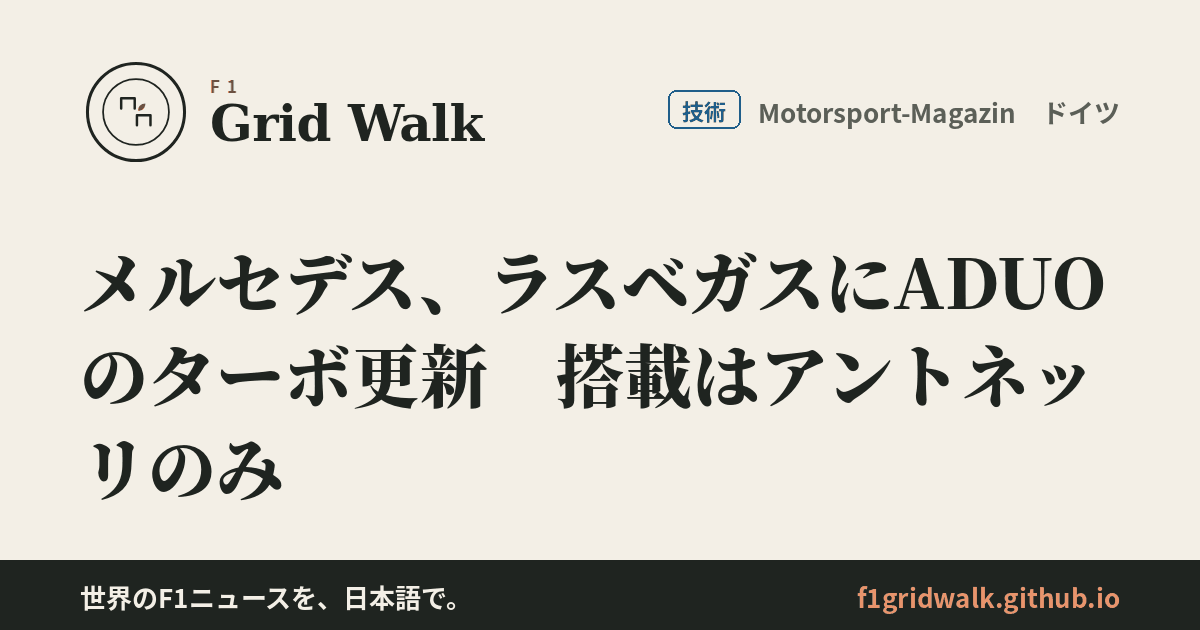 F1
Grid Walk
技術 Motorsport-Magazin　ドイツ
メルセデス、ラスベガスにADUO
のターボ更新　搭載はアントネッ
リのみ
世界のF1ニュースを、日本語で。
f1gridwalk.github.io